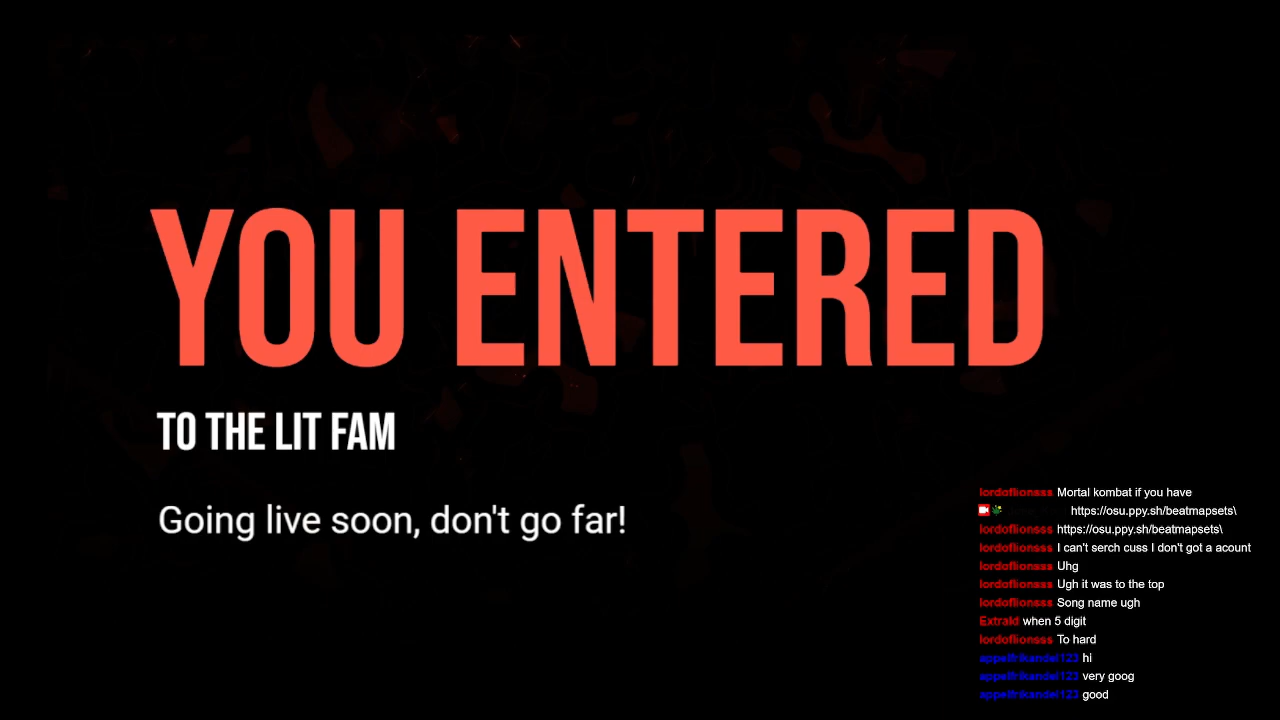 YOU ENTERED
TO THE LIT FAM
Going live soon, don't go far!
lordoflionsss Mortal kombat if you have
https://osu.ppy.sh/beatmapsets\
lordoflionsss https://osu.ppy.sh/beatmapsets\
lordoflionsss I can't serch cuss I don't got a acount
lordoflionsss Uhg
lordoflionsss Ugh it was to the top
lordoflionsss Song name ugh
Extrald when 5 digit
lordoflionsss To hard
appelfrikandel123 hi
appelfrikandel123 very goog
appelfrikandel123 good